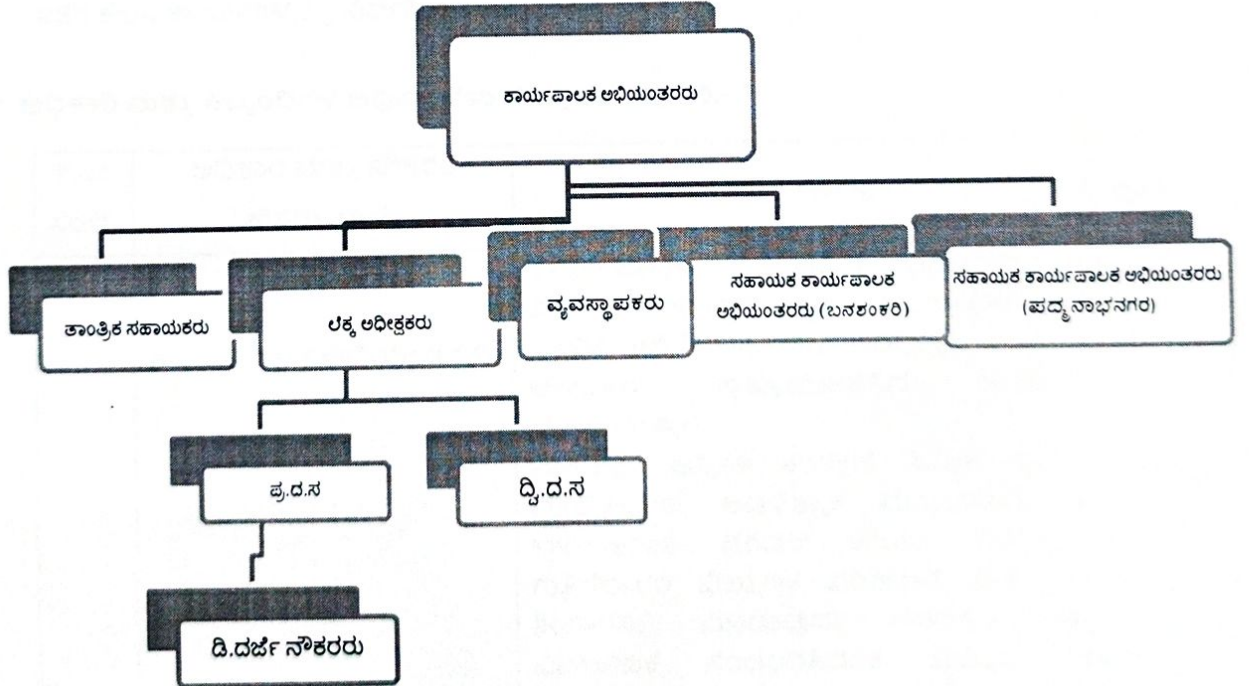 ಕಾರ್ಯಪಾಲಕ ಅಭಿಯಂತರರು
ತಾಂತ್ರಿಕ ಸಹಾಯಕರು
ಲೆಕ್ಕ ಅಧೀಕ್ಷಕರು
ವ್ಯವಸ್ಥಾಪಕರು
ಸಹಾಯಕ ಕಾರ್ಯಪಾಲಕ
ಅಭಿಯಂತರರು (ಬನಶಂಕರಿ)
ಸಹಾಯಕ ಕಾರ್ಯಪಾಲಕ ಅಭಿಯಂತರರು
(ಪದ್ಮನಾಭನಗರ)
ಪ್ರ.ದ.ಸ
ದ್ವಿ.ದ.ಸ
ಡಿ.ದರ್ಜೆ ನೌಕರರು